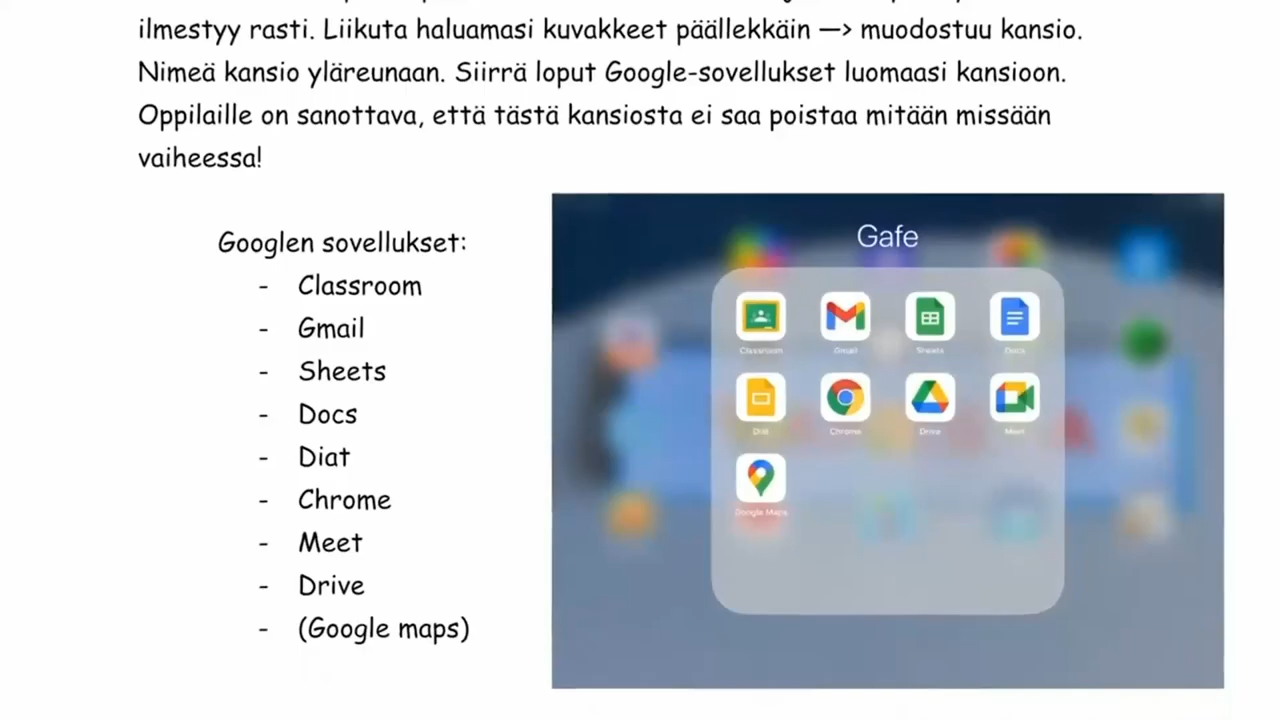 ilmestyy rasti. Liikuta haluamasi kuvakkeet päällekkäin —> muodostuu kansio.
Nimeä kansio yläreunaan. Siirrä loput Google-sovellukset luomaasi kansioon.
Oppilaille on sanottava, että tästä kansiosta ei saa poistaa mitään missään
vaiheessa!
Googlen sovellukset:
- Classroom
- Gmail
- Sheets
- Docs
- Diat
- Chrome
- Meet
- Drive
- (Google maps)
Gafe
Classroom Gmail Sheets Docs
Diat Chrome Drive Meet
Google Maps